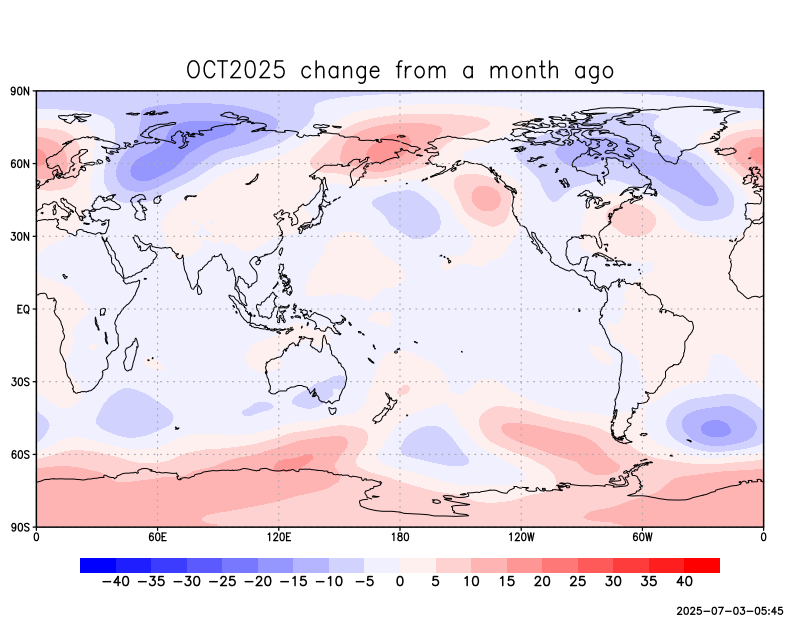 OCT2025 change from a month ago
90N
60N
30N
EQ
30S
60S
90S
0 60E 120E 180 120W 60W 0
−40 −35 −30 −25 −20 −15 −10 −5 0 5 10 15 20 25 30 35 40
2025-07-03-05:45